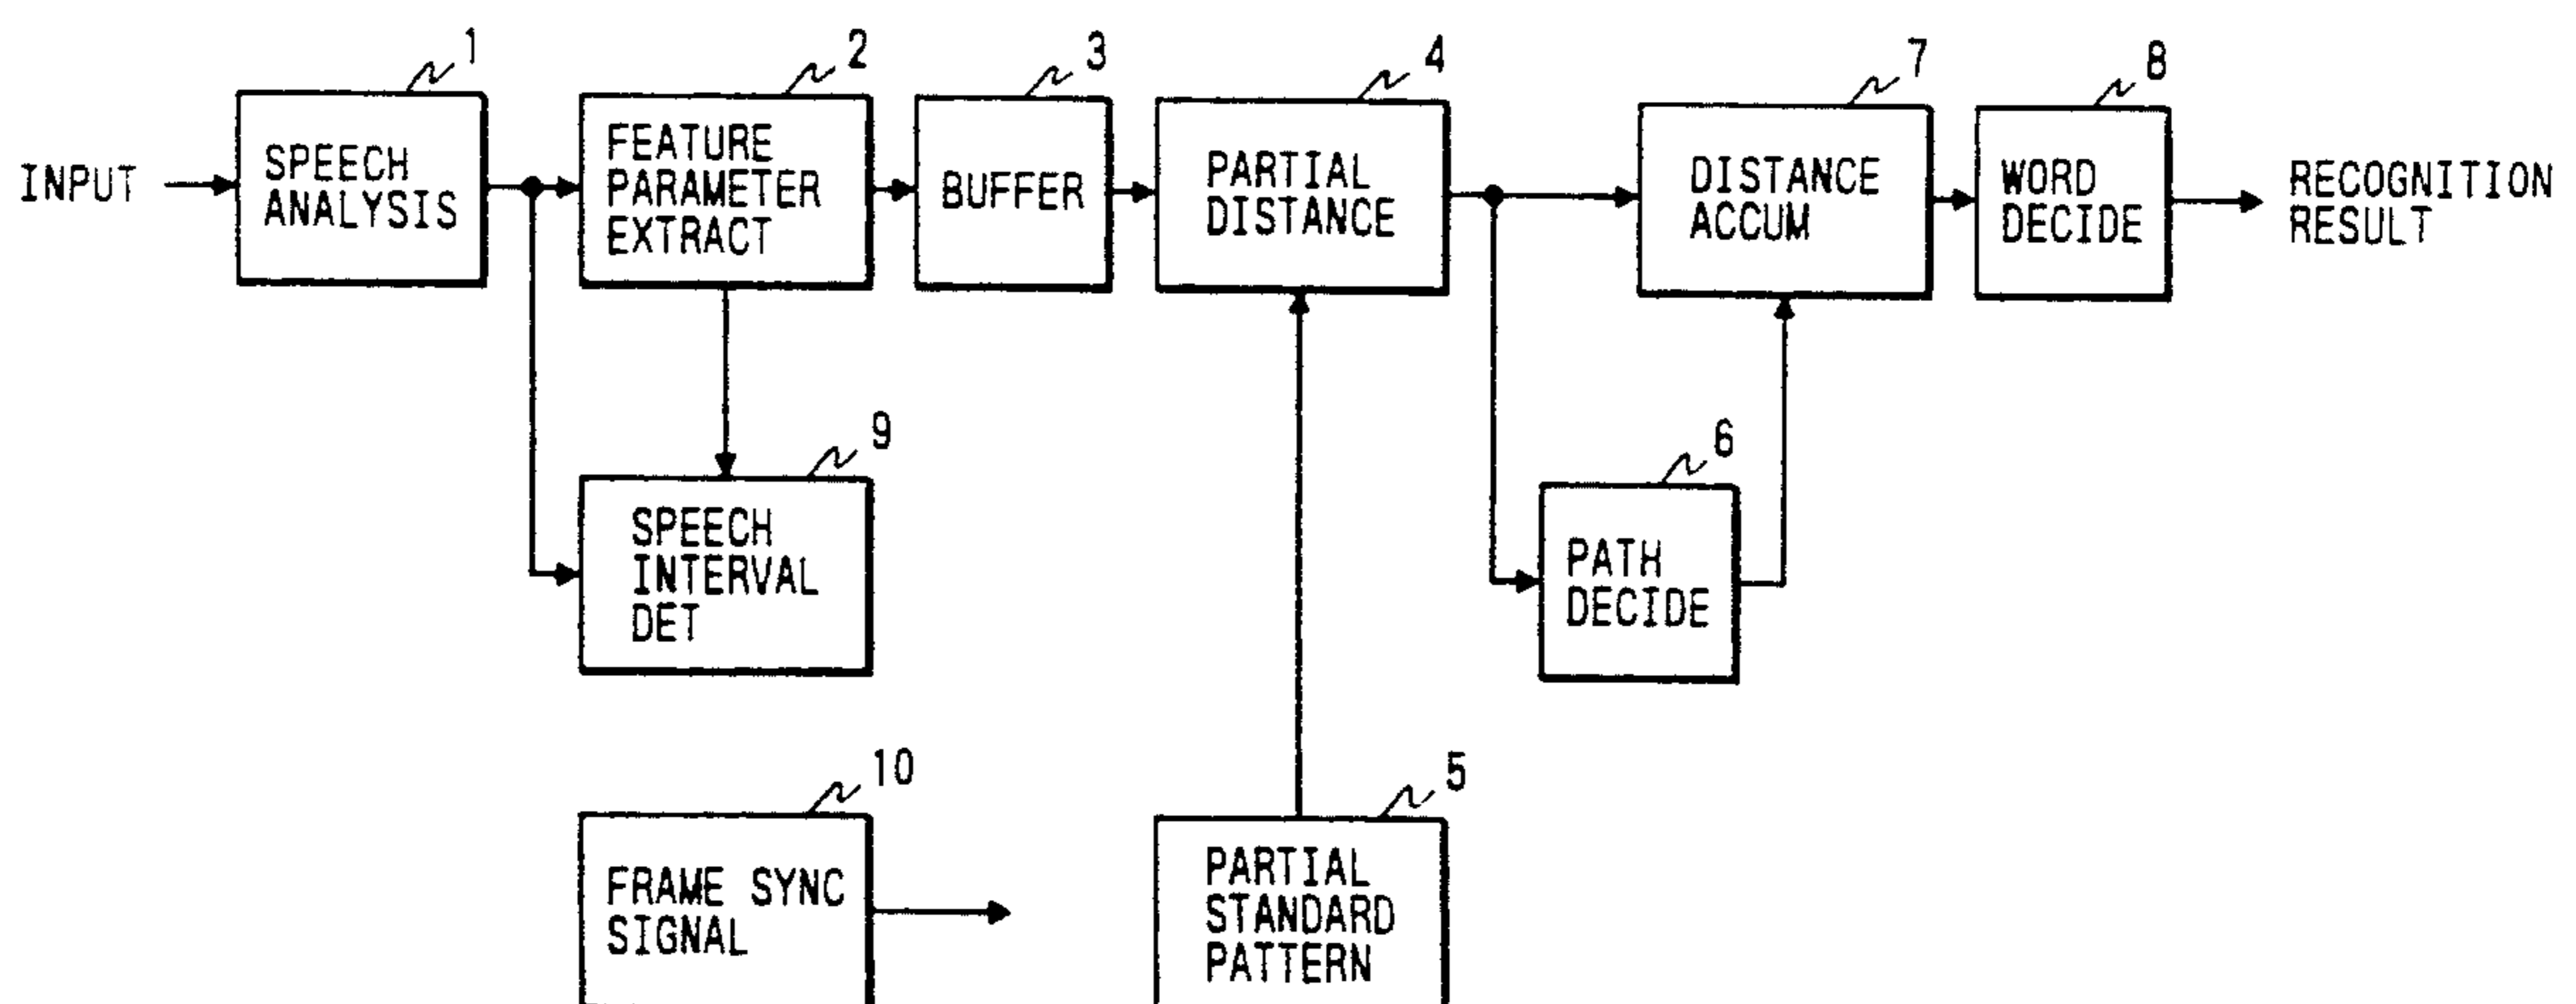 1
2
3
4
7
8
INPUT
SPEECH
ANALYSIS
FEATURE
PARAMETER
EXTRACT
BUFFER
PARTIAL
DISTANCE
DISTANCE
ACCUM
WORD
DECIDE
RECOGNITION
RESULT
9
SPEECH
INTERVAL
DET
6
PATH
DECIDE
10
FRAME SYNC
SIGNAL
5
PARTIAL
STANDARD
PATTERN